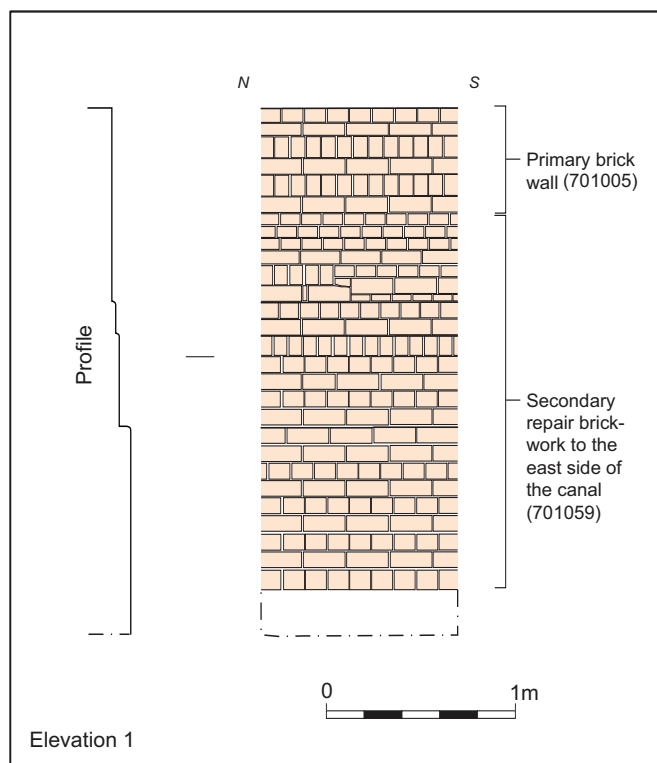 N
S
Primary brick
wall (701005)
Profile
Secondary
repair brick-
work to the
east side of
the canal
(701059)
0
1m
Elevation 1